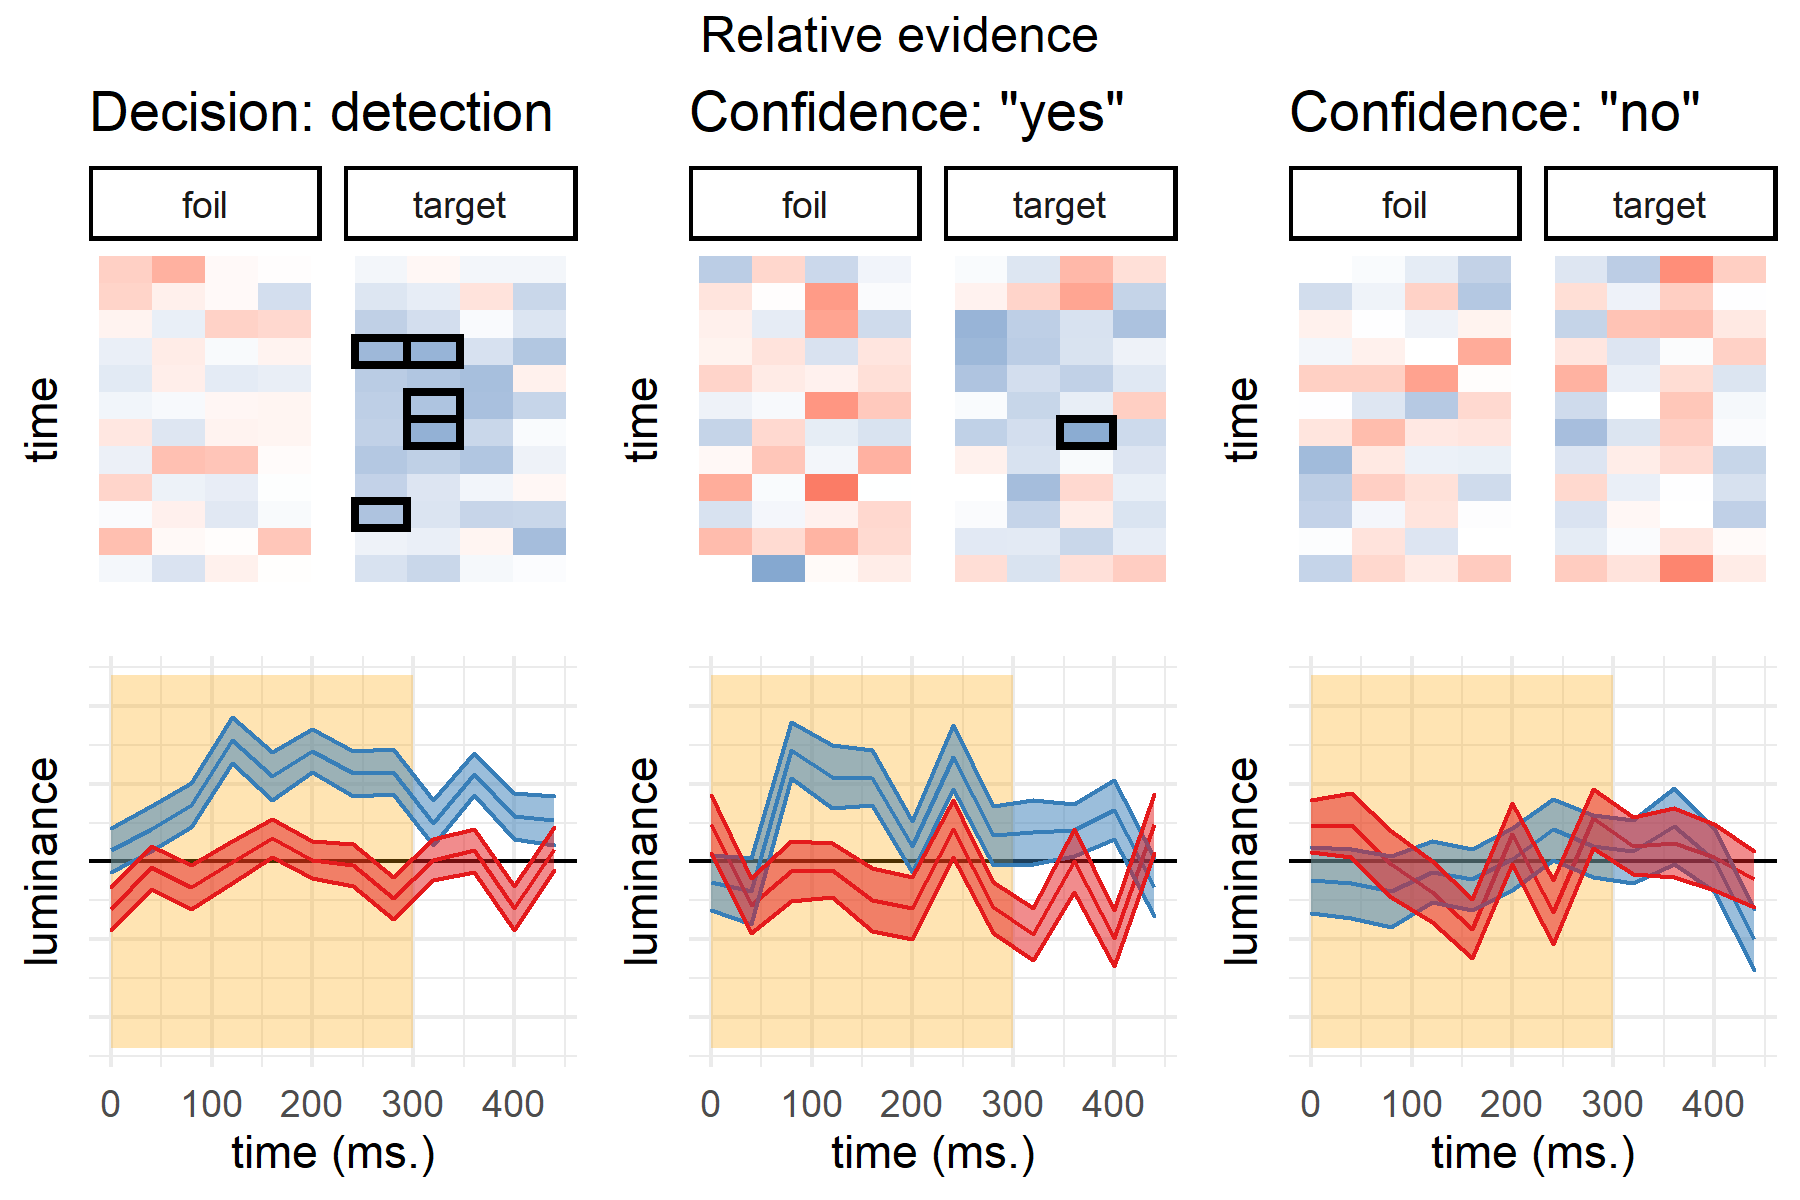 Relative evidence
Decision: detection
Confidence: "yes"
Confidence: "no"
foil
target
foil
target
foil
target
time
time
time
luminance
luminance
luminance
0 100 200 300 400
0 100 200 300 400
0 100 200 300 400
time (ms.)
time (ms.)
time (ms.)